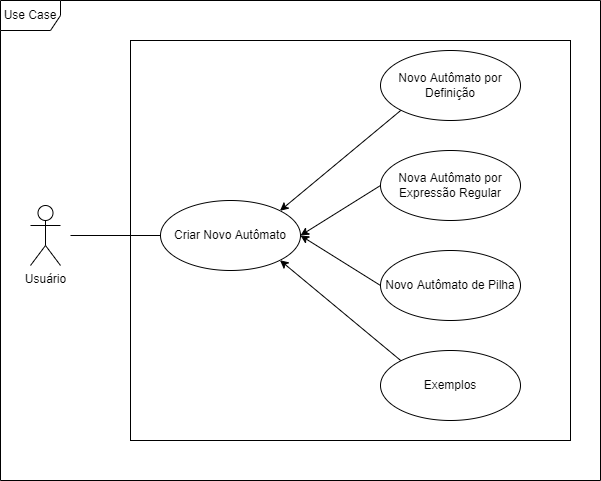 Use Case
Novo Autômato por
Definição
Nova Autômato por
Expressão Regular
Criar Novo Autômato
Usuário
Novo Autômato de Pilha
Exemplos